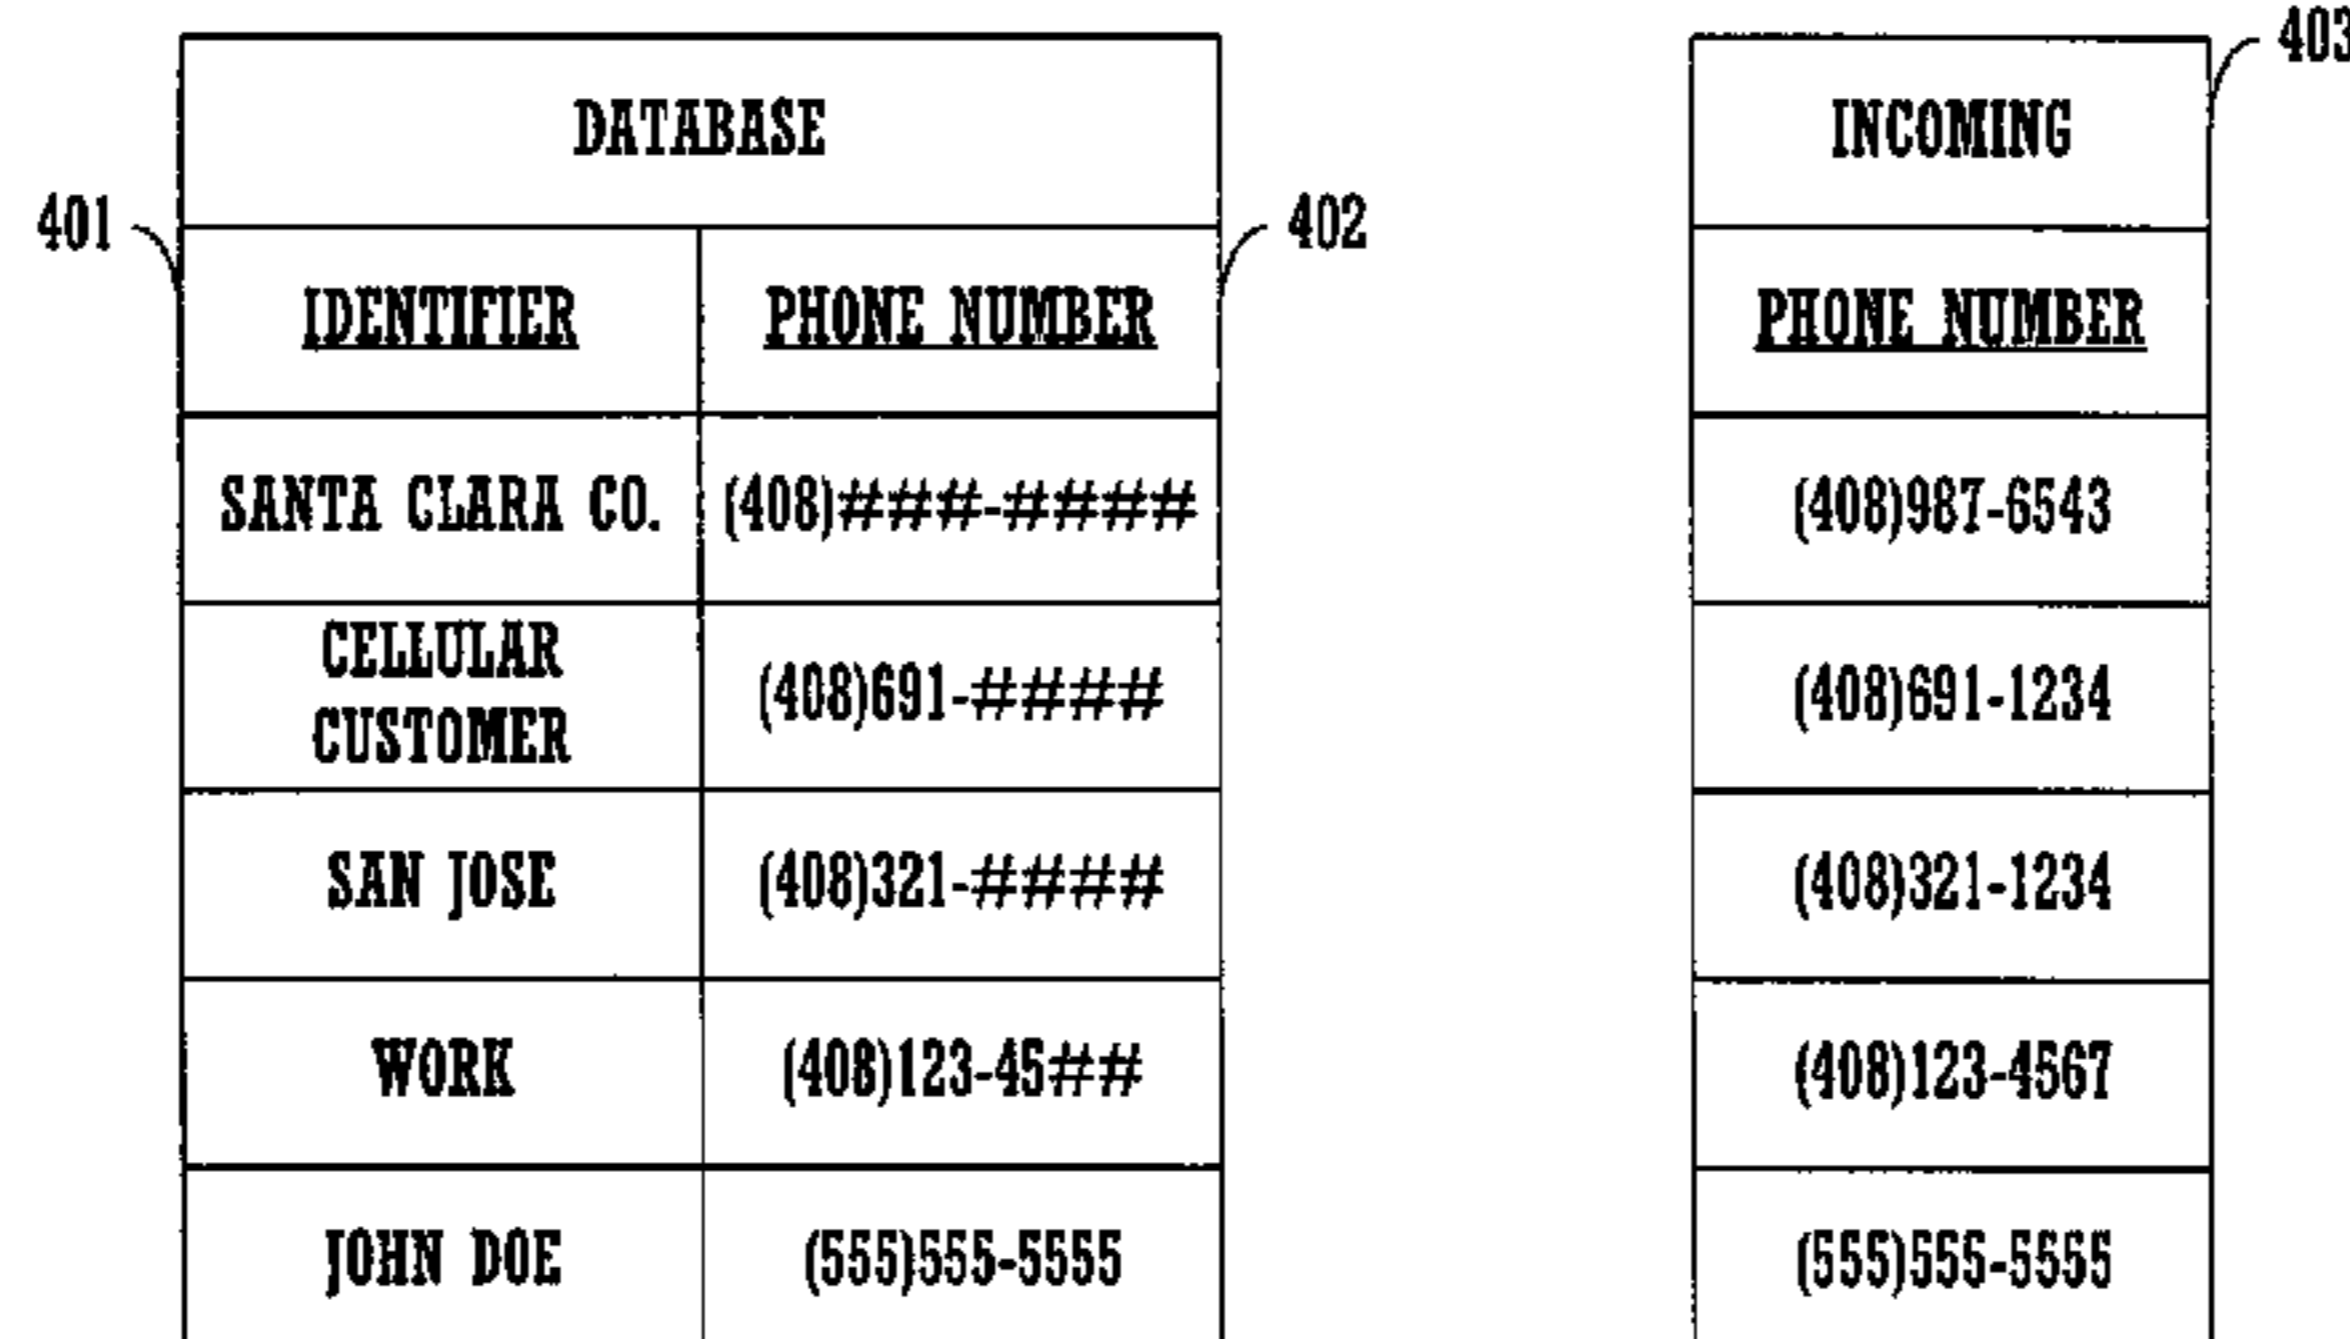 403
DATABASE
INCOMING
401
402
IDENTIFIER
PHONE NUMBER
PHONE NUMBER
SANTA CLARA CO.
(408)###-####
(408)987-6543
CELLULAR
CUSTOMER
(408)691-####
(408)691-1234
SAN JOSE
(408)321-####
(408)321-1234
WORK
(408)123-45##
(408)123-4567
JOHN DOE
(555)555-5555
(555)555-5555